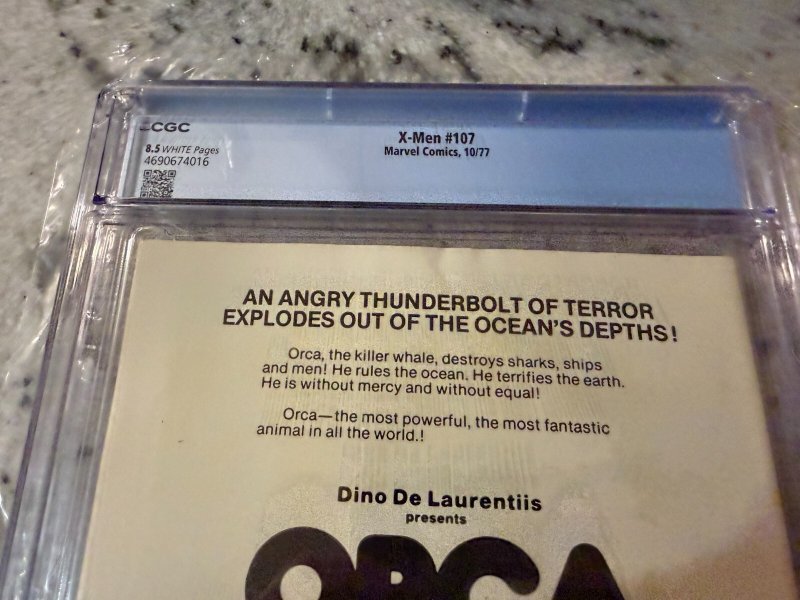 CGC
8.5 WHITE Pages
4690674016
X-Men #107
Marvel Comics, 10/77
AN ANGRY THUNDERBOLT OF TERROR
EXPLODES OUT OF THE OCEAN'S DEPTHS!
Orca, the killer whale, destroys sharks, ships
and men! He rules the ocean. He terrifies the earth.
He is without mercy and without equal!
Orca—the most powerful, the most fantastic
animal in all the world.!
Dino De Laurentiis
presents
ORCA